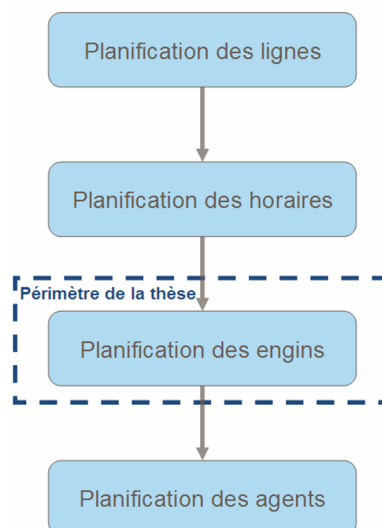 Planification des lignes
Planification des horaires
Périmètre de la thèse
Planification des engins
Planification des agents